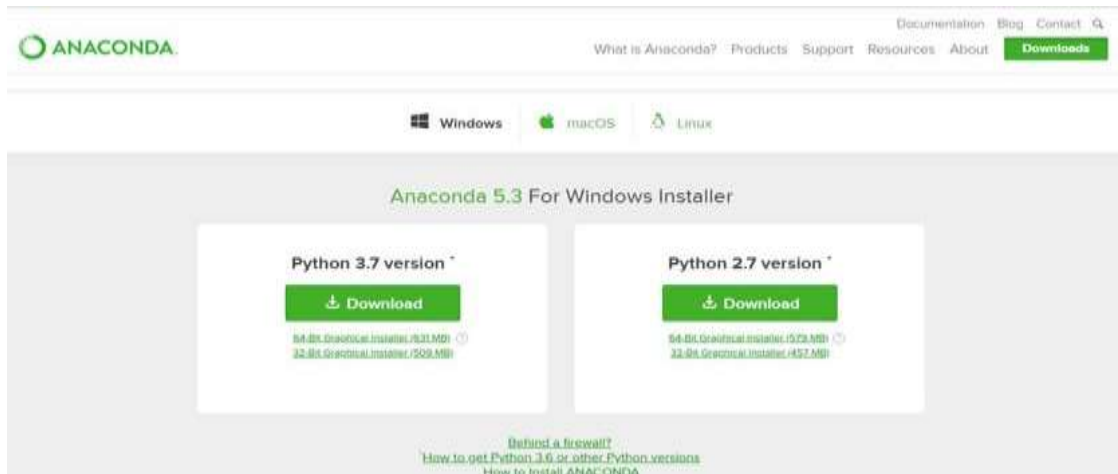 Documentation Blog Contact
ANACONDA.
What is Anaconda? Products Support Resources About Downloads
Windows macOS Linux
Anaconda 5.3 For Windows Installer
Python 3.7 version *
Download
64-Bit Graphical Installer (631 MB) ?
32-Bit Graphical Installer (509 MB)
Python 2.7 version *
Download
64-Bit Graphical Installer (579 MB) ?
32-Bit Graphical Installer (457 MB)
Behind a firewall?
*How to get Python 3.6 or other Python versions
How to Install ANACONDA